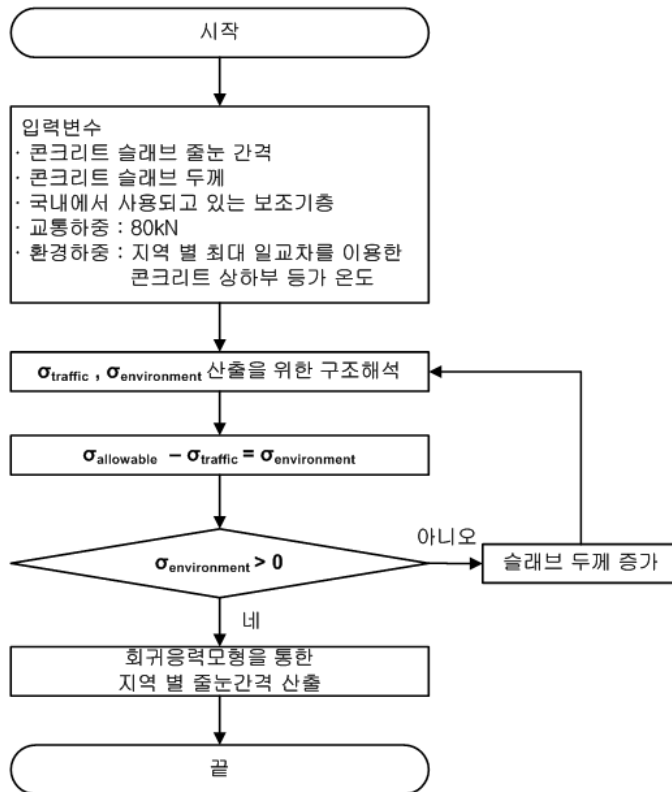 시작
입력변수
· 콘크리트 슬래브 줄눈 간격
· 콘크리트 슬래브 두께
· 국내에서 사용되고 있는 보조기층
· 교통하중 : 80kN
· 환경하중 : 지역 별 최대 일교차를 이용한
콘크리트 상하부 등가 온도
σtraffic , σenvironment 산출을 위한 구조해석
σallowable − σtraffic = σenvironment
σenvironment > 0
아니오
슬래브 두께 증가
네
회귀응력모형을 통한
지역 별 줄눈간격 산출
끝